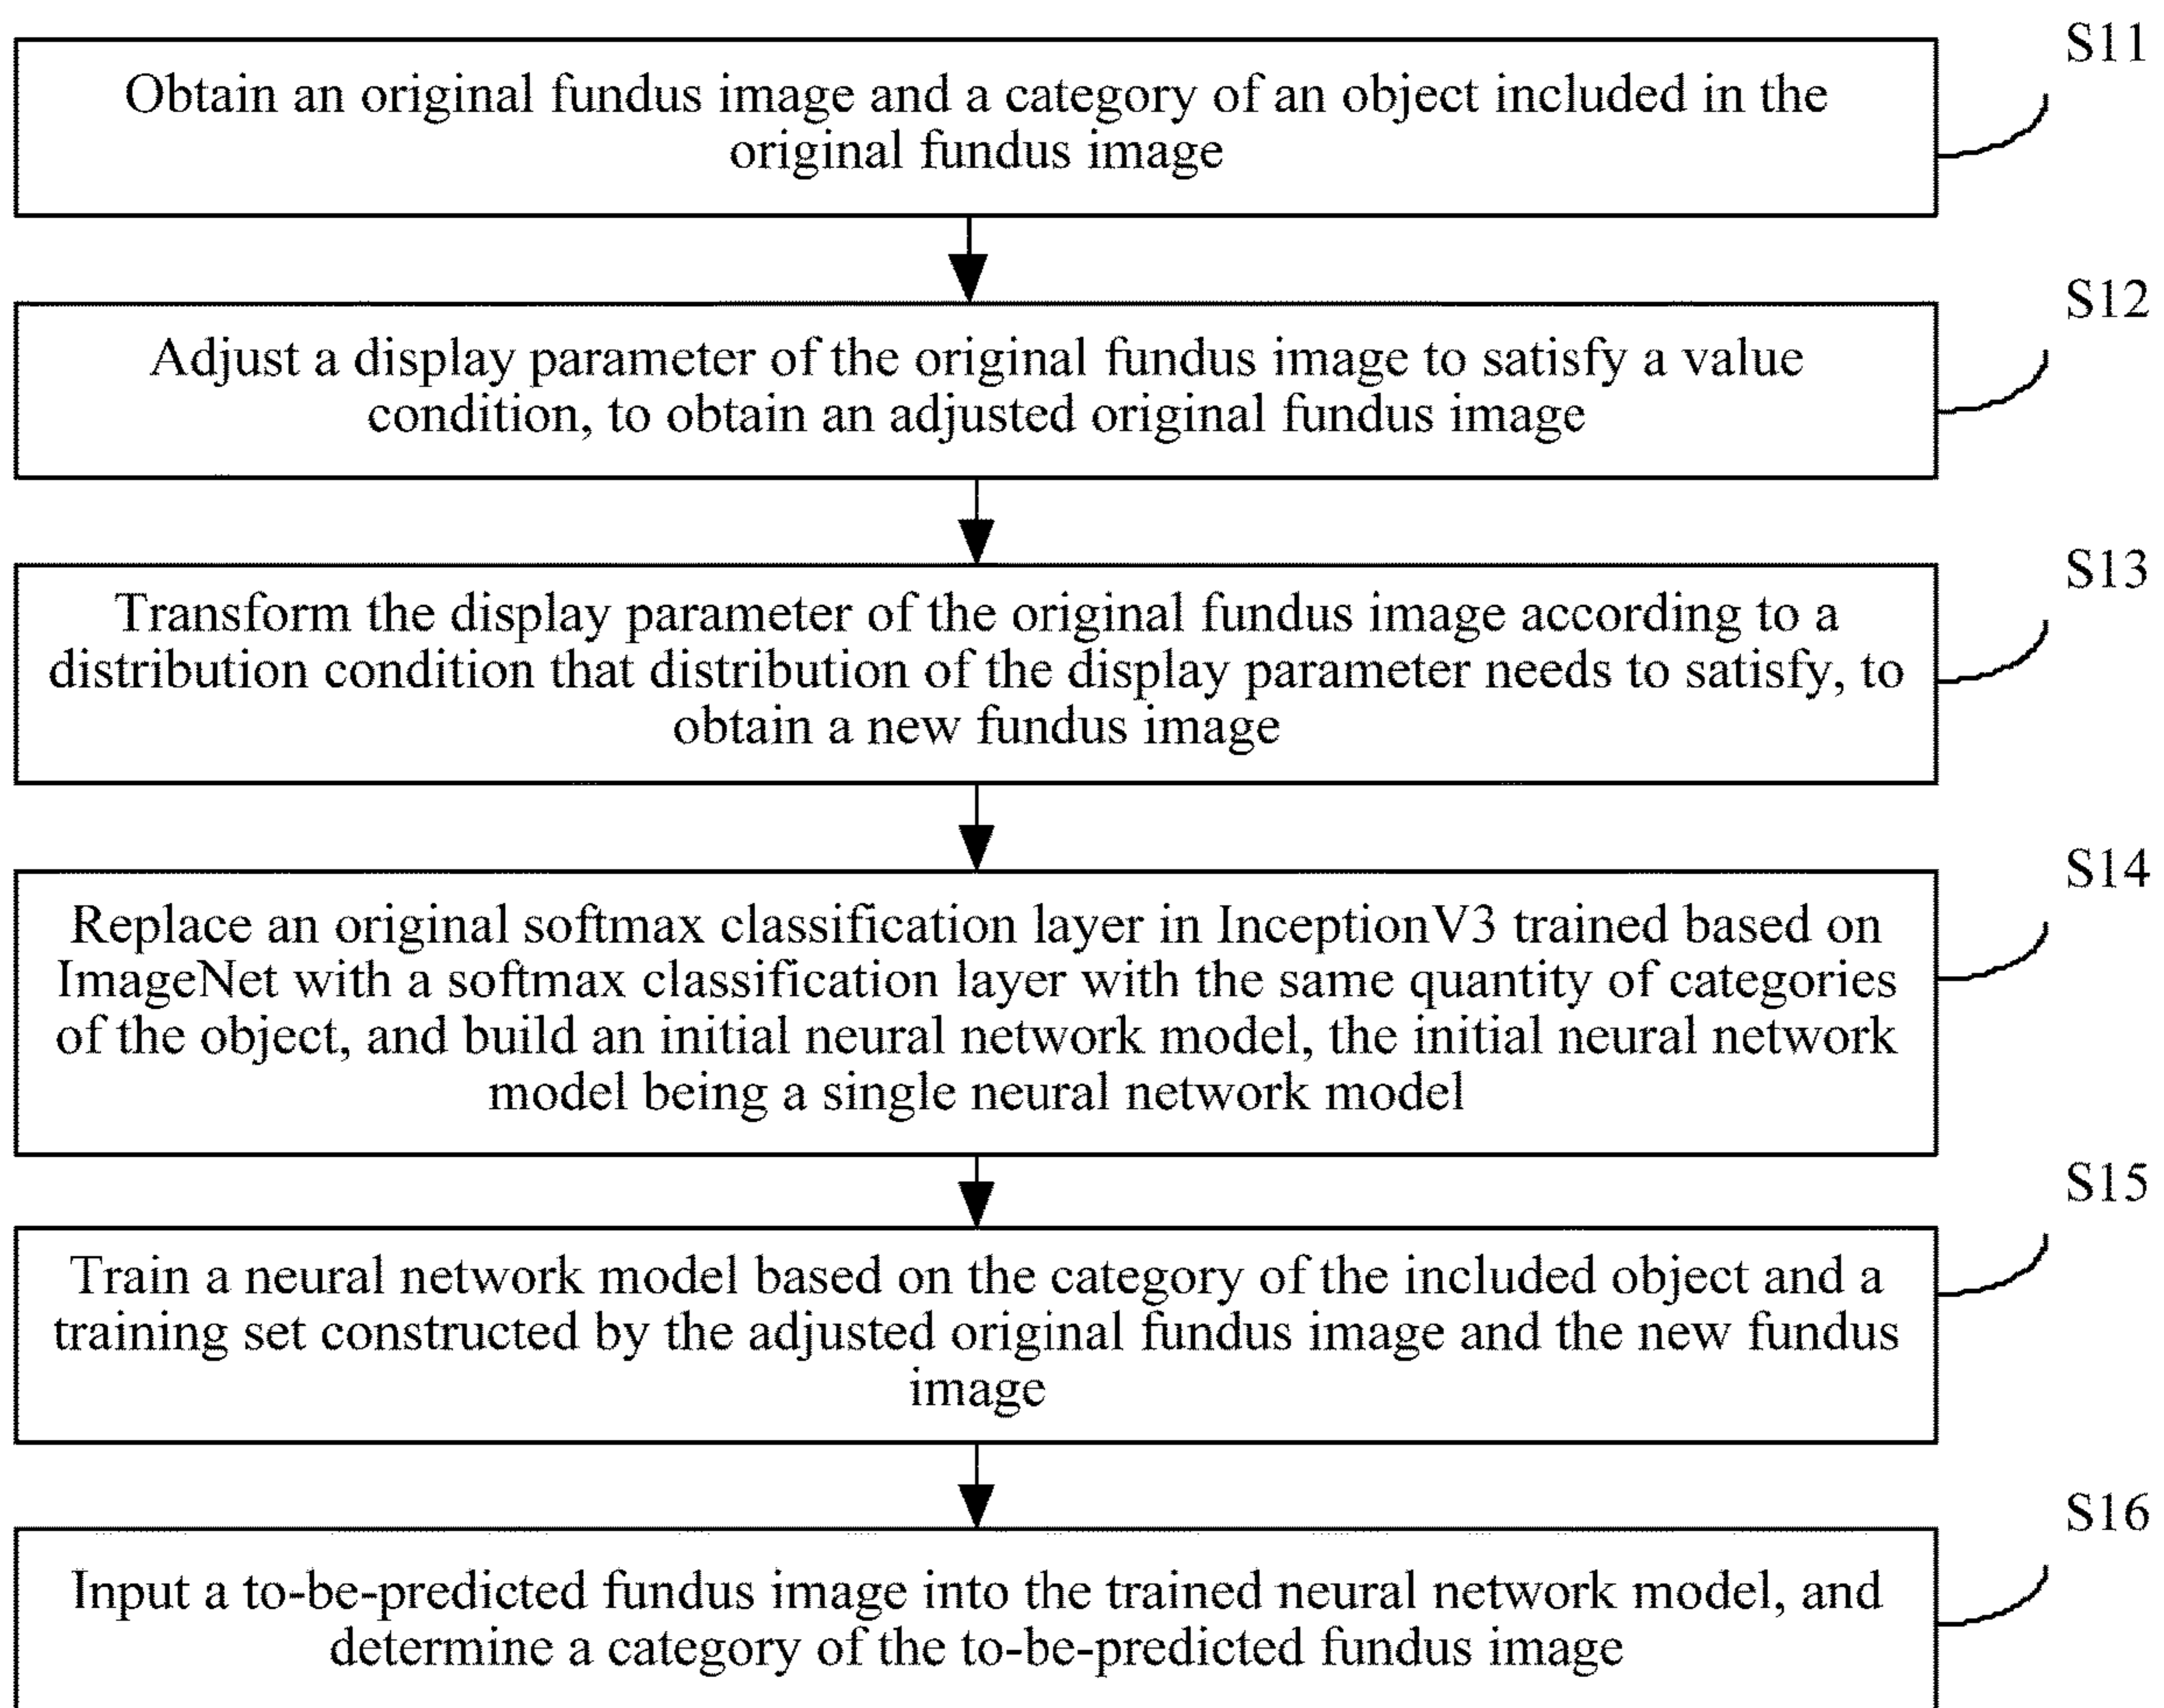 S11
Obtain an original fundus image and a category of an object included in the
original fundus image
S12
Adjust a display parameter of the original fundus image to satisfy a value
condition, to obtain an adjusted original fundus image
S13
Transform the display parameter of the original fundus image according to a
distribution condition that distribution of the display parameter needs to satisfy, to
obtain a new fundus image
S14
Replace an original softmax classification layer in InceptionV3 trained based on
ImageNet with a softmax classification layer with the same quantity of categories
of the object, and build an initial neural network model, the initial neural network
model being a single neural network model
S15
Train a neural network model based on the category of the included object and a
training set constructed by the adjusted original fundus image and the new fundus
image
S16
Input a to-be-predicted fundus image into the trained neural network model, and
determine a category of the to-be-predicted fundus image